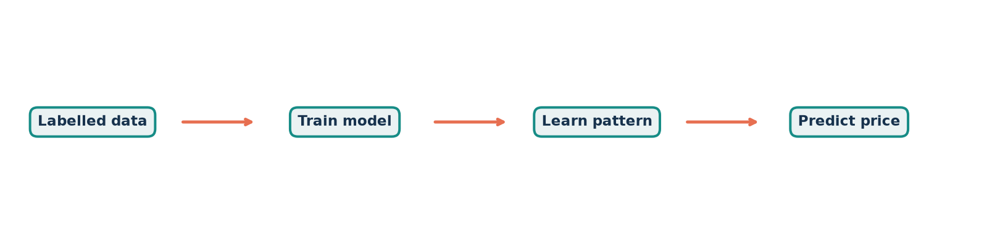 Labelled data
Train model
Learn pattern
Predict price